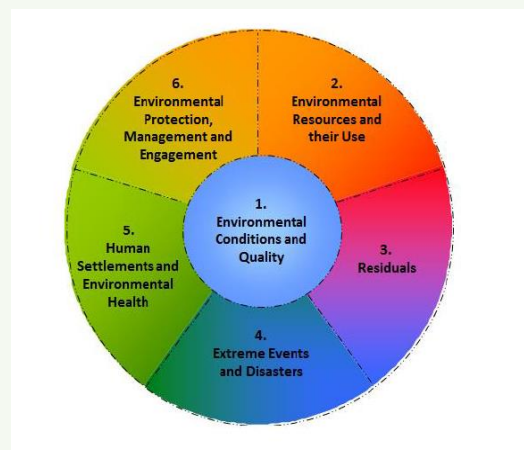 1.
Environmental
Conditions and
Quality
2.
Environmental
Resources and
their Use
3.
Residuals
4.
Extreme Events
and Disasters
5.
Human
Settlements and
Environmental
Health
6.
Environmental
Protection,
Management and
Engagement